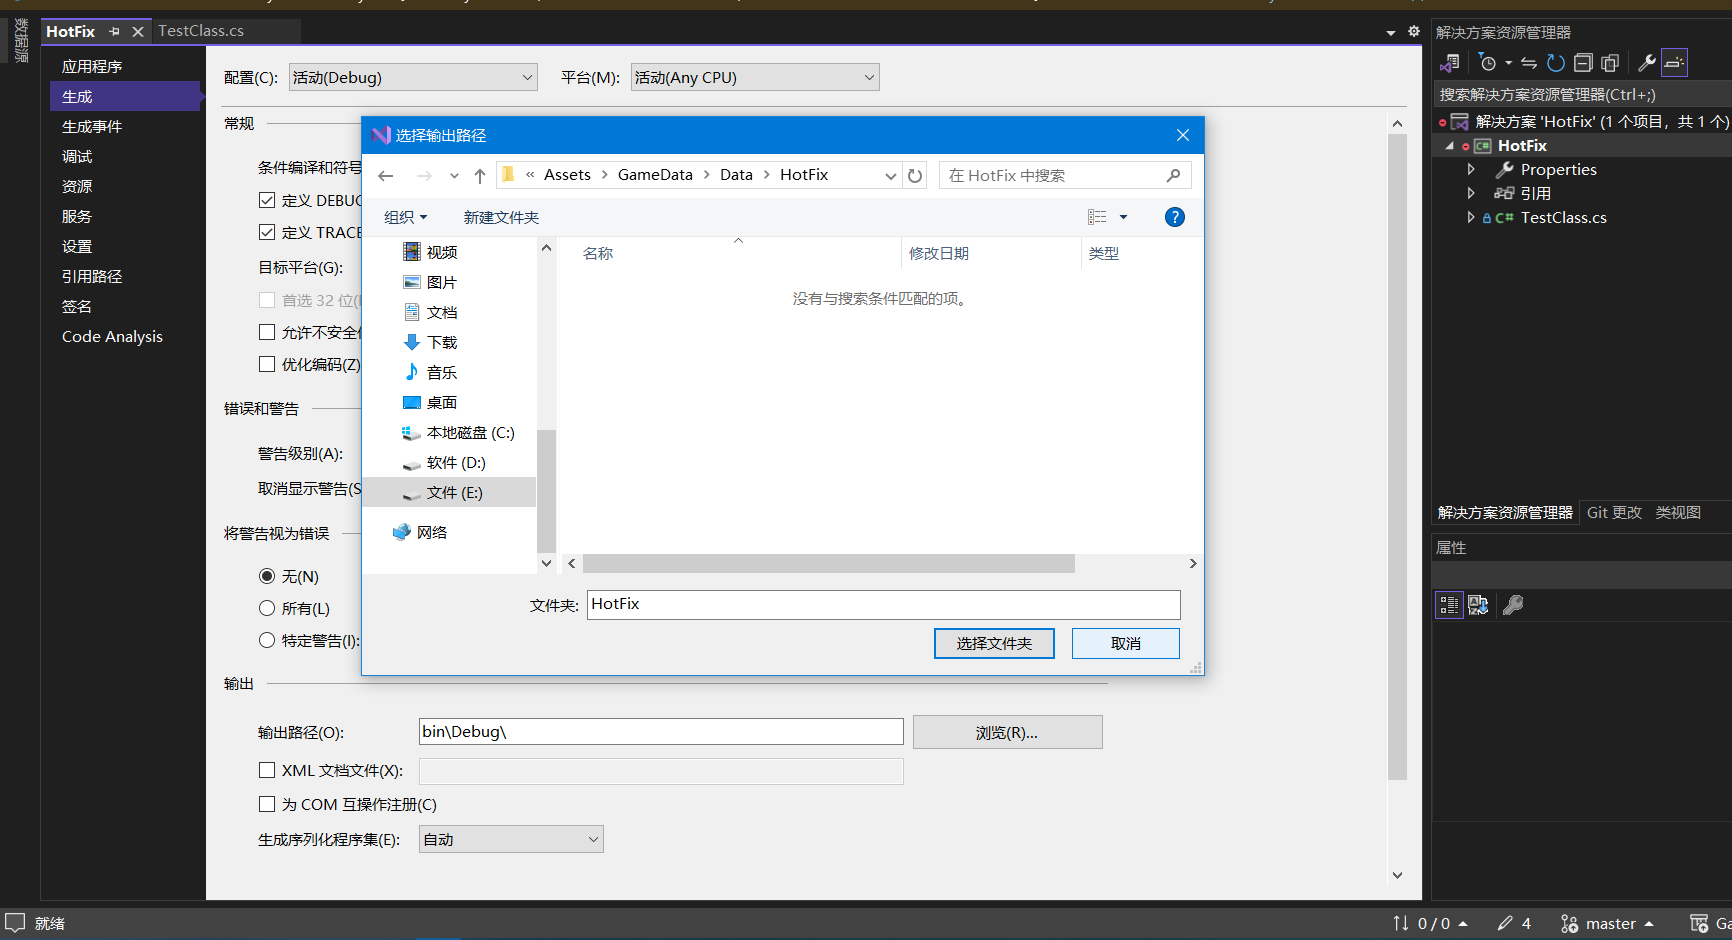 数据源
HotFix
TestClass.cs
应用程序
生成
生成事件
调试
资源
服务
设置
引用路径
签名
Code Analysis
配置(C):
活动(Debug)
平台(M):
活动(Any CPU)
常规
条件编译和符号
定义 DEBUG
定义 TRACE
目标平台(G):
首选 32 位(
允许不安全
优化编码(Z)
错误和警告
警告级别(A):
取消显示警告(S
将警告视为错误
无(N)
所有(L)
特定警告(I):
输出
输出路径(O):
bin\Debug\
浏览(R)...
XML 文档文件(X):
为 COM 互操作注册(C)
生成序列化程序集(E):
自动
选择输出路径
« Assets › GameData › Data › HotFix
在 HotFix 中搜索
组织
新建文件夹
视频
图片
文档
下载
音乐
桌面
本地磁盘 (C:)
软件 (D:)
文件 (E:)
网络
名称
修改日期
类型
没有与搜索条件匹配的项。
文件夹:
HotFix
选择文件夹
取消
解决方案资源管理器
搜索解决方案资源管理器(Ctrl+;)
解决方案 'HotFix' (1 个项目，共 1 个)
HotFix
Properties
引用
C# TestClass.cs
解决方案资源管理器
Git 更改
类视图
属性
就绪
0 / 0
4
master
Ga